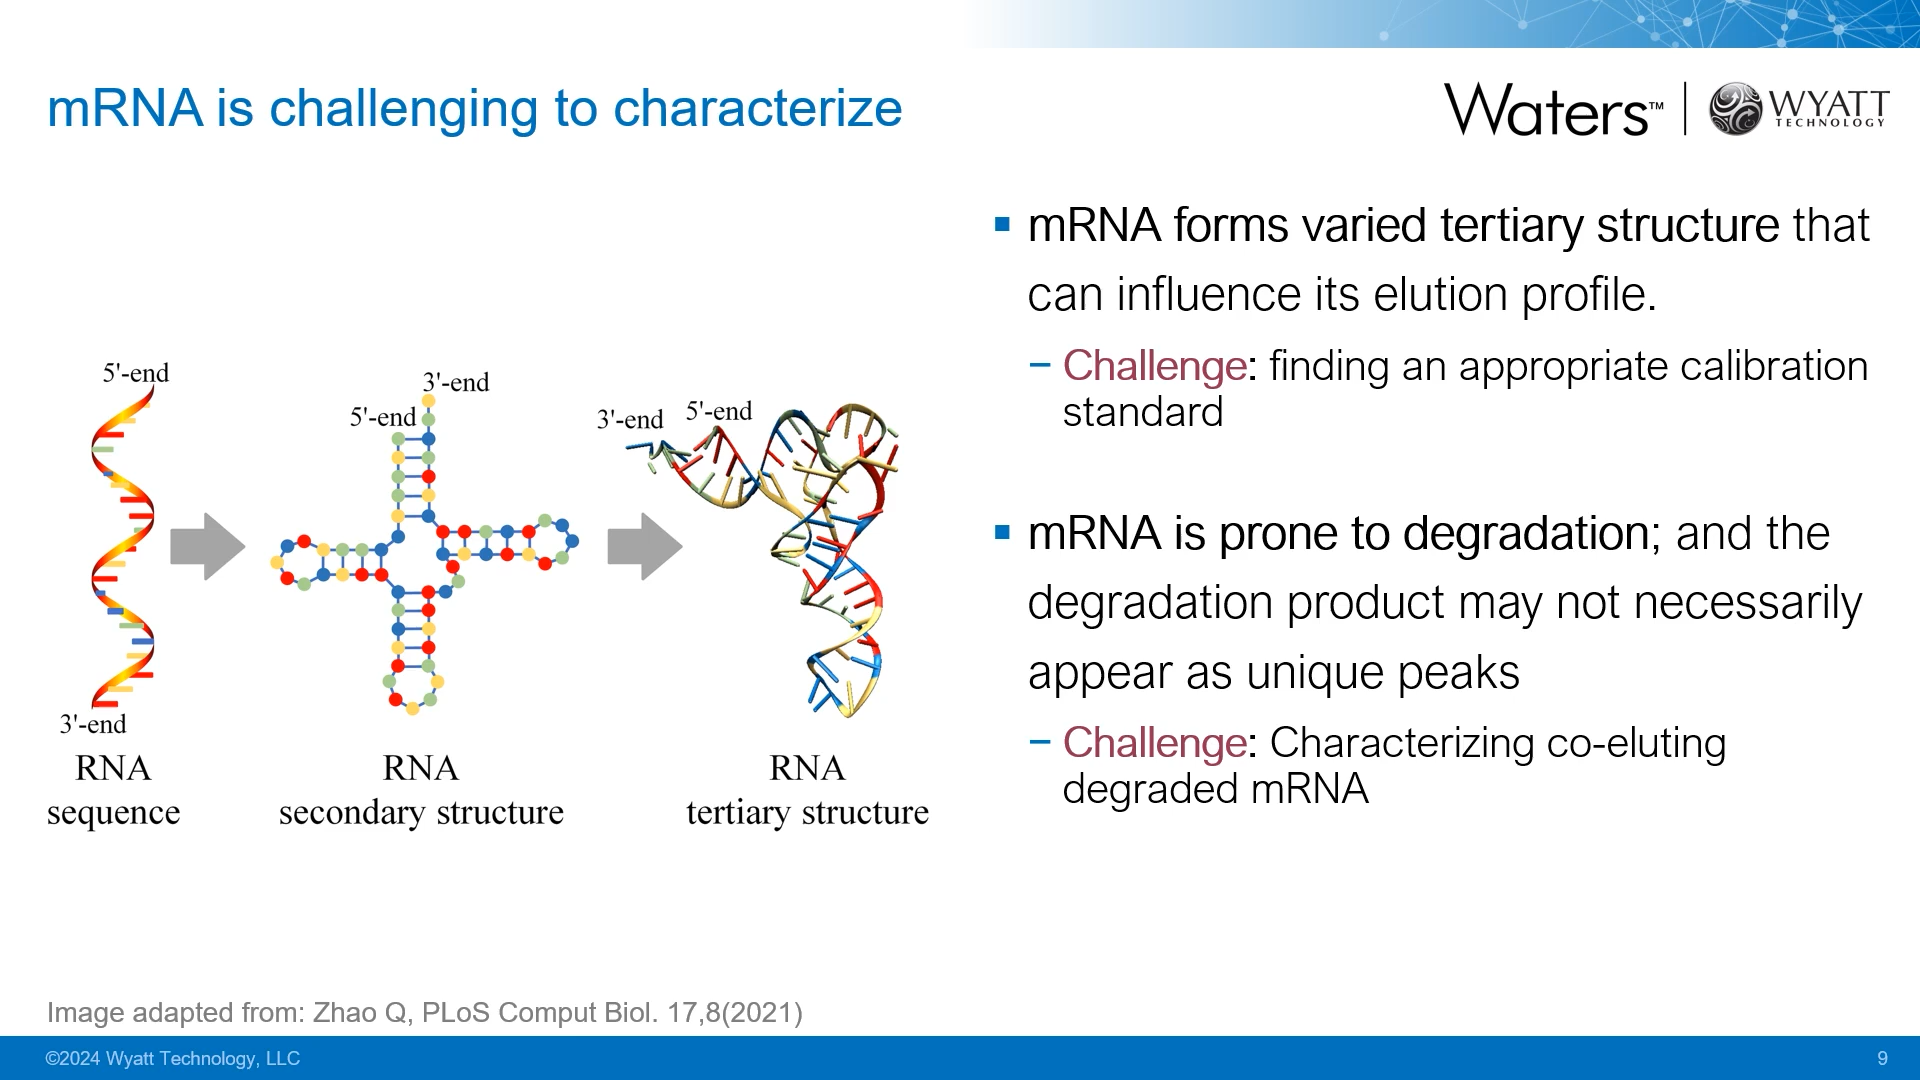 mRNA is challenging to characterize
Waters™ | WYATT
TECHNOLOGY
5'-end
3'-end
RNA
sequence
3'-end
5'-end
RNA
secondary structure
3'-end 5'-end
RNA
tertiary structure
▪ mRNA forms varied tertiary structure that
can influence its elution profile.
− Challenge: finding an appropriate calibration
standard
▪ mRNA is prone to degradation; and the
degradation product may not necessarily
appear as unique peaks
− Challenge: Characterizing co-eluting
degraded mRNA
Image adapted from: Zhao Q, PLoS Comput Biol. 17,8(2021)
©2024 Wyatt Technology, LLC
9